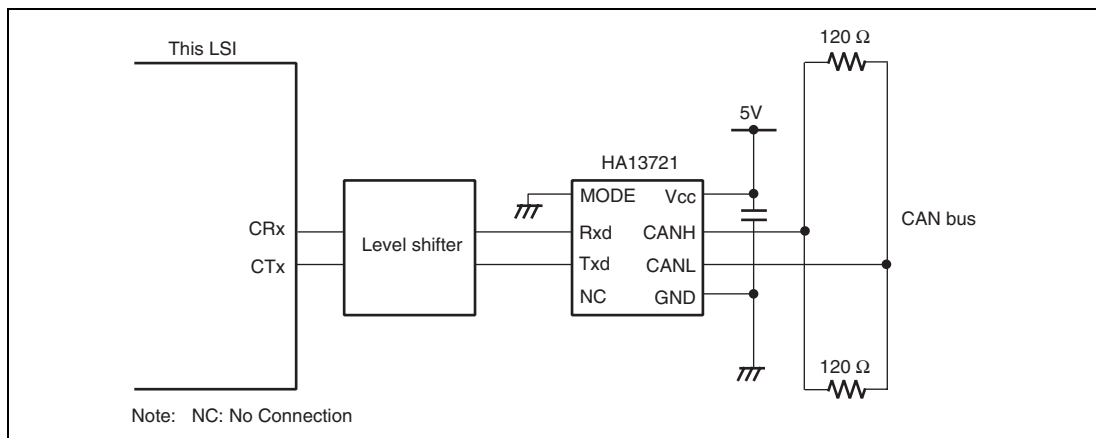 This LSI
120 Ω
5V
HA13721
MODE
Vcc
CRx
Level shifter
Rxd
CANH
CAN bus
CTx
Txd
CANL
NC
GND
120 Ω
Note: NC: No Connection